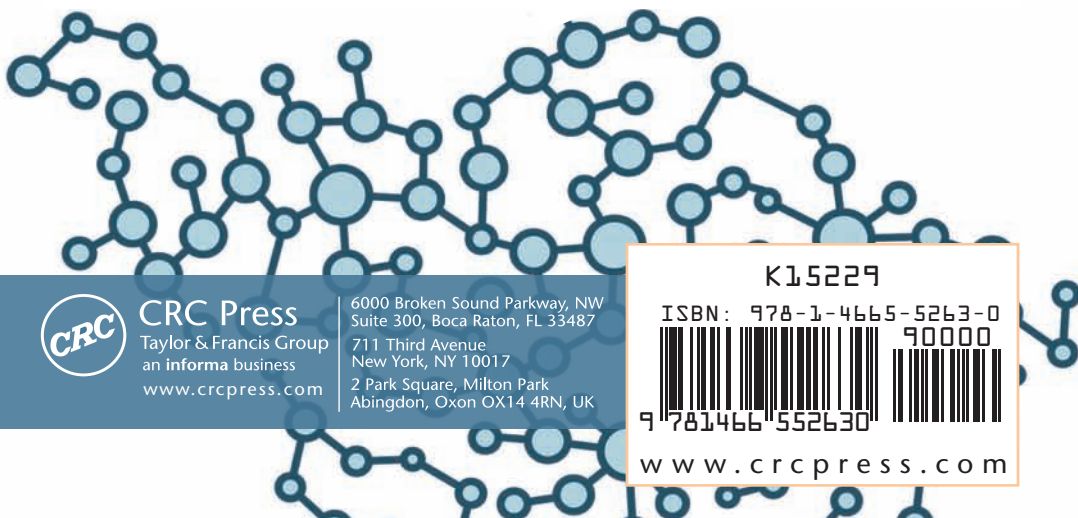 CRC
CRC Press
Taylor & Francis Group
an informa business
www.crcpress.com
6000 Broken Sound Parkway, NW
Suite 300, Boca Raton, FL 33487
711 Third Avenue
New York, NY 10017
2 Park Square, Milton Park
Abingdon, Oxon OX14 4RN, UK
K15229
ISBN: 978-1-4665-5263-0
90000
9 781466 552630
www.crcpress.com